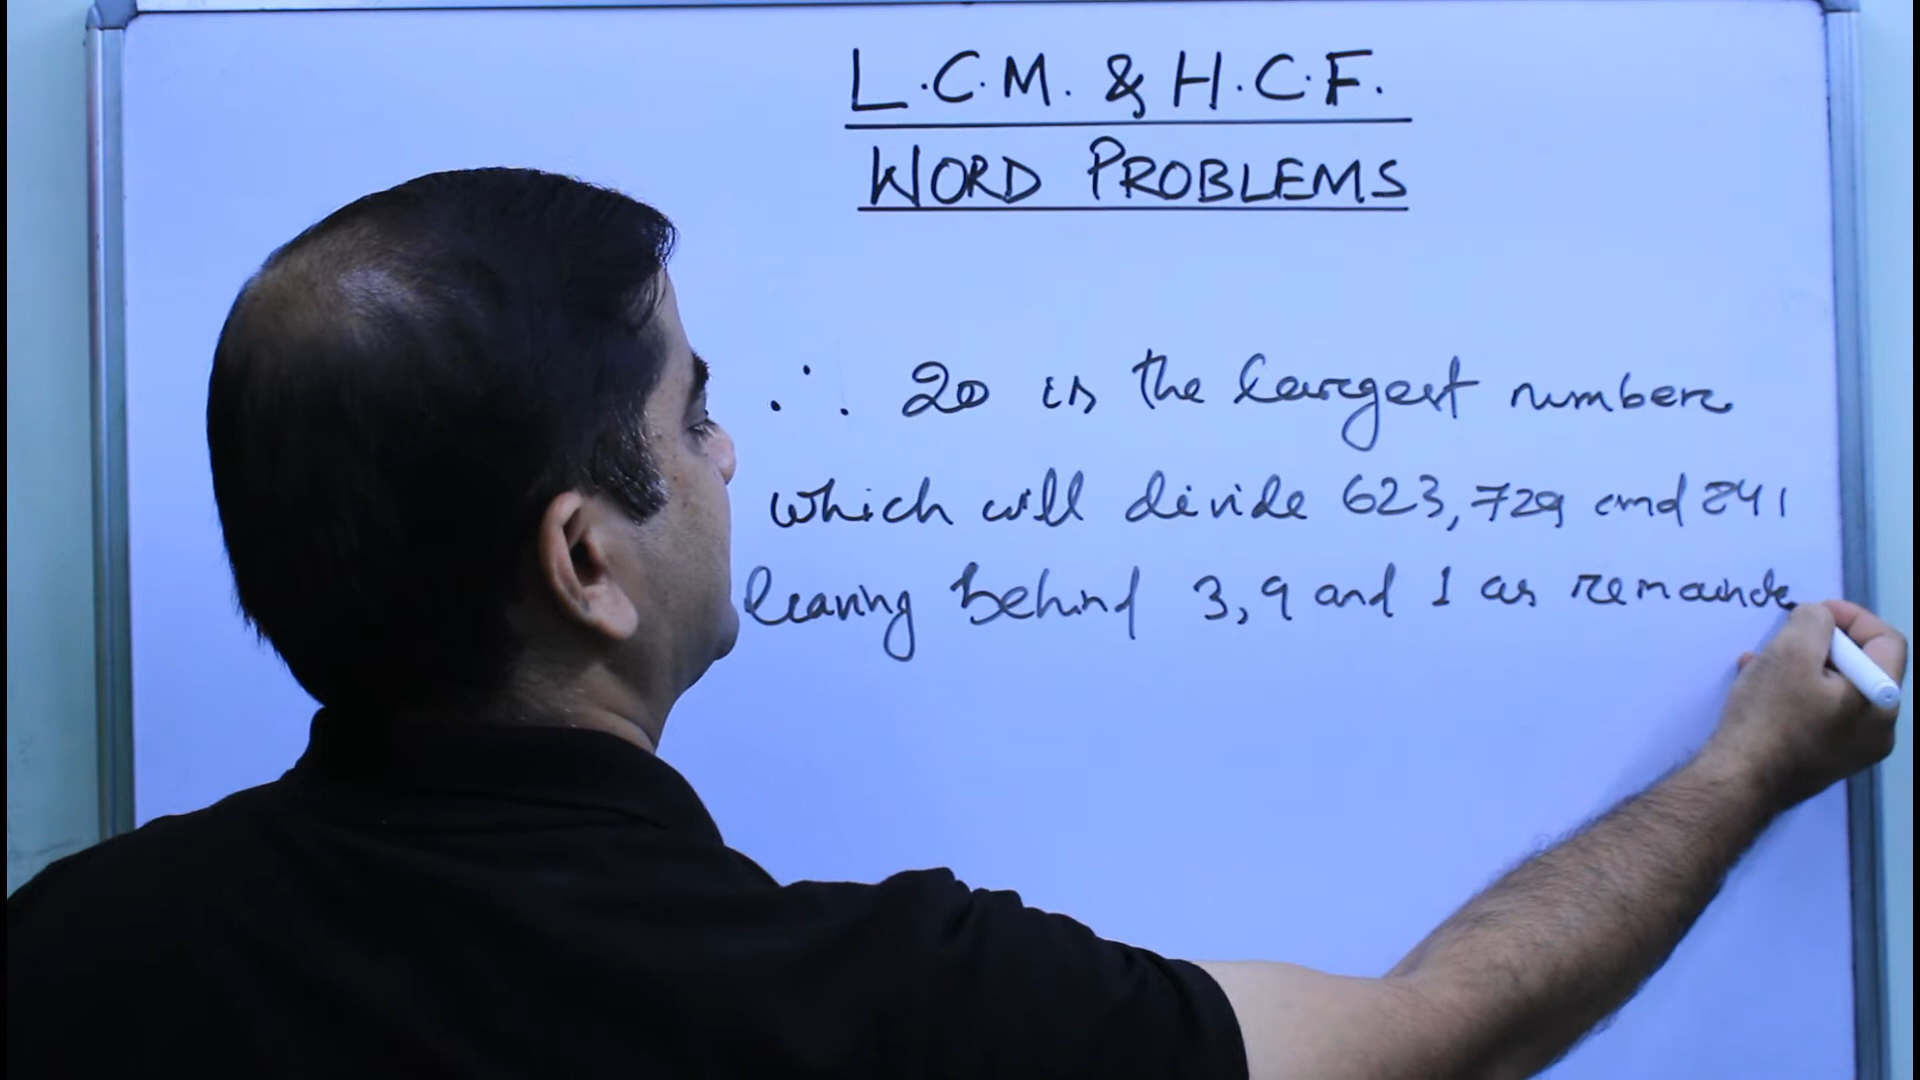 L.C.M. & H.C.F.
WORD PROBLEMS
∴ 20 is the largest number
which will divide 623, 729 and 841
leaving behind 3, 9 and 1 as remainde